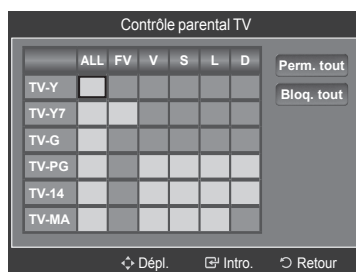 Contrôle parental TV
ALL FV V S L D
Perm. tout
Bloq. tout
TV-Y
TV-Y7
TV-G
TV-PG
TV-14
TV-MA
Dépl. Intro. Retour